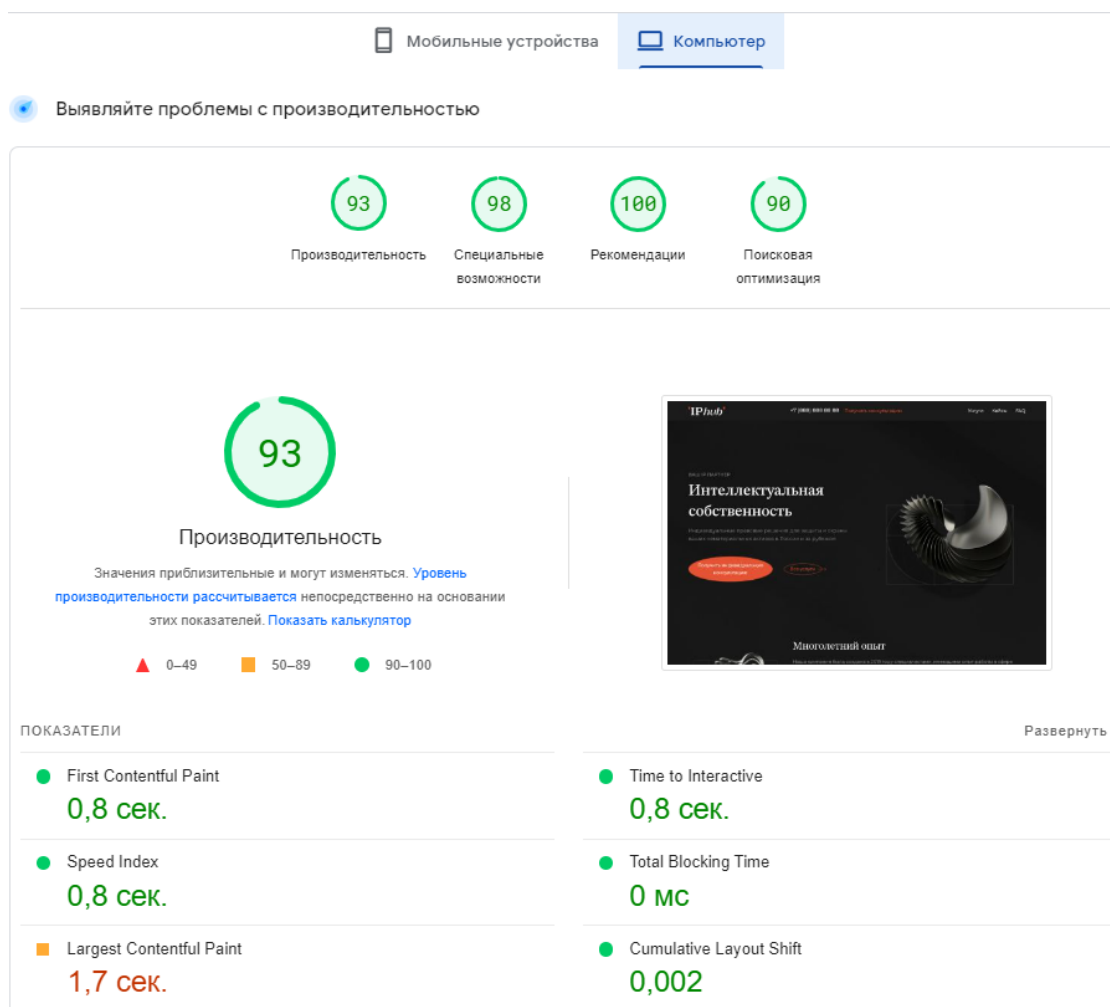 Мобильные устройства
Компьютер
Выявляйте проблемы с производительностью
93
98
100
90
Производительность
Специальные
возможности
Рекомендации
Поисковая
оптимизация
93
Производительность
Значения приблизительные и могут изменяться. Уровень
производительности рассчитывается непосредственно на основании
этих показателей. Показать калькулятор
0–49
50–89
90–100
IPhub
Интеллектуальная
собственность
Многолетний опыт
ПОКАЗАТЕЛИ
Развернуть
First Contentful Paint
0,8 сек.
Time to Interactive
0,8 сек.
Speed Index
0,8 сек.
Total Blocking Time
0 мс
Largest Contentful Paint
1,7 сек.
Cumulative Layout Shift
0,002